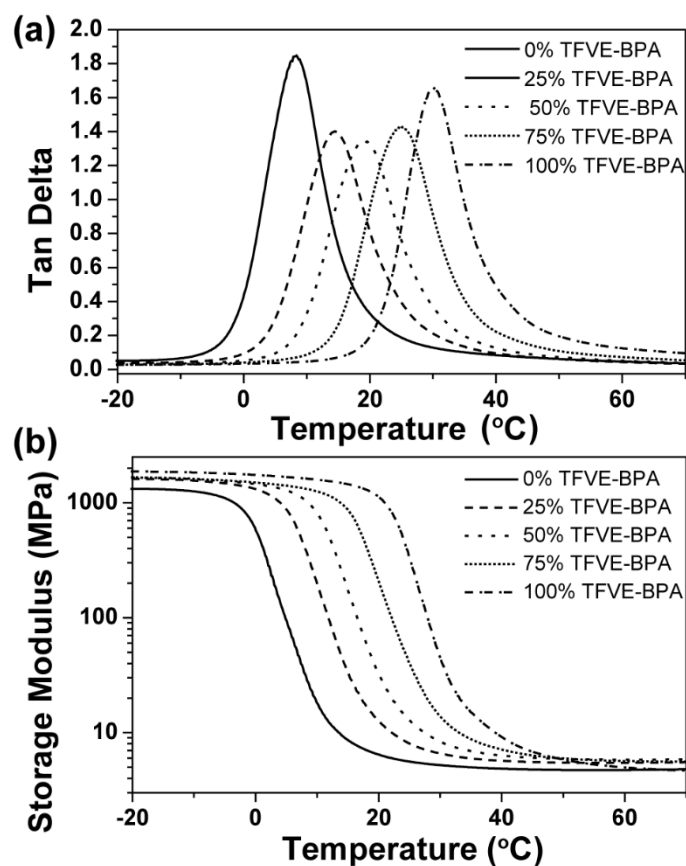 (a)
2.0
1.8
1.6
1.4
1.2
1.0
0.8
0.6
0.4
0.2
0.0
Tan Delta
0% TFVE-BPA
25% TFVE-BPA
50% TFVE-BPA
75% TFVE-BPA
100% TFVE-BPA
-20 0 20 40 60
Temperature (°C)
(b)
1000
100
10
Storage Modulus (MPa)
0% TFVE-BPA
25% TFVE-BPA
50% TFVE-BPA
75% TFVE-BPA
100% TFVE-BPA
-20 0 20 40 60
Temperature (°C)